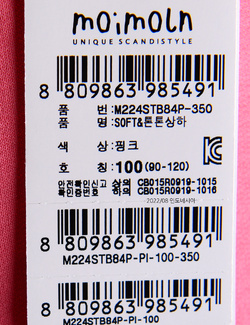 moimoln
UNIQUE SCANDISTYLE
8 809863 985491
품 번:M224STB84P-350
품 명:SOFT&톤톤상하
색 상:핑크
호 칭:100(90-120)
안전확인신고 상의 CB015R0919-1015
확인증번호 하의 CB015R0919-1016
2022/08 인도네시아
8 809863 985491
M224STB84P-PI-100-350
8 809863 985491
M224STB84P-PI-100